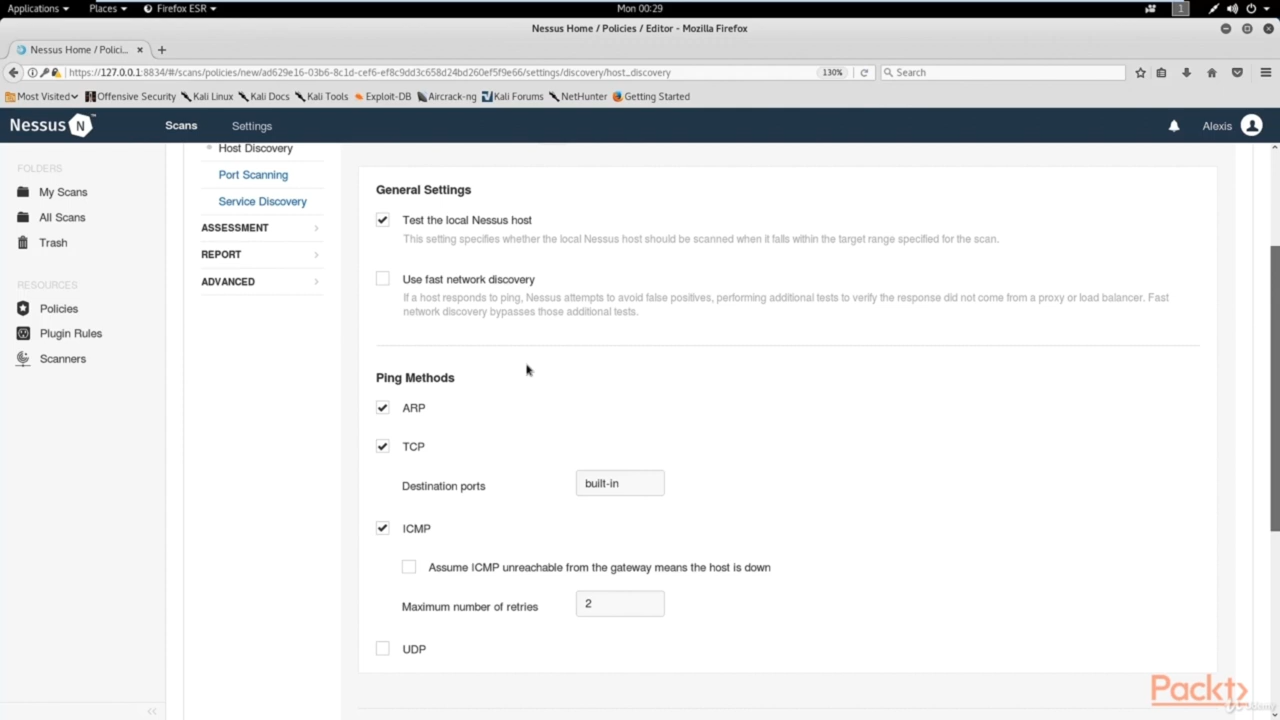 Applications Places Firefox ESR Mon 00:29 1
Nessus Home / Policies / Editor - Mozilla Firefox
Nessus Home / Polici...
https://127.0.0.1:8834/#/scans/policies/new/ad629e16-03b6-8c1d-cef6-ef8c9dd3c658d24bd260ef5f9e66/settings/discovery/host_discovery 130% Search
Most Visited Offensive Security Kali Linux Kali Docs Kali Tools Exploit-DB Aircrack-ng Kali Forums NetHunter Getting Started
Nessus N Scans Settings Alexis
FOLDERS
My Scans
All Scans
Trash
RESOURCES
Policies
Plugin Rules
Scanners
Host Discovery
Port Scanning
Service Discovery
ASSESSMENT
REPORT
ADVANCED
General Settings
Test the local Nessus host
This setting specifies whether the local Nessus host should be scanned when it falls within the target range specified for the scan.
Use fast network discovery
If a host responds to ping, Nessus attempts to avoid false positives, performing additional tests to verify the response did not come from a proxy or load balancer. Fast
network discovery bypasses those additional tests.
Ping Methods
ARP
TCP
Destination ports built-in
ICMP
Assume ICMP unreachable from the gateway means the host is down
Maximum number of retries 2
UDP
Packt
Udemy